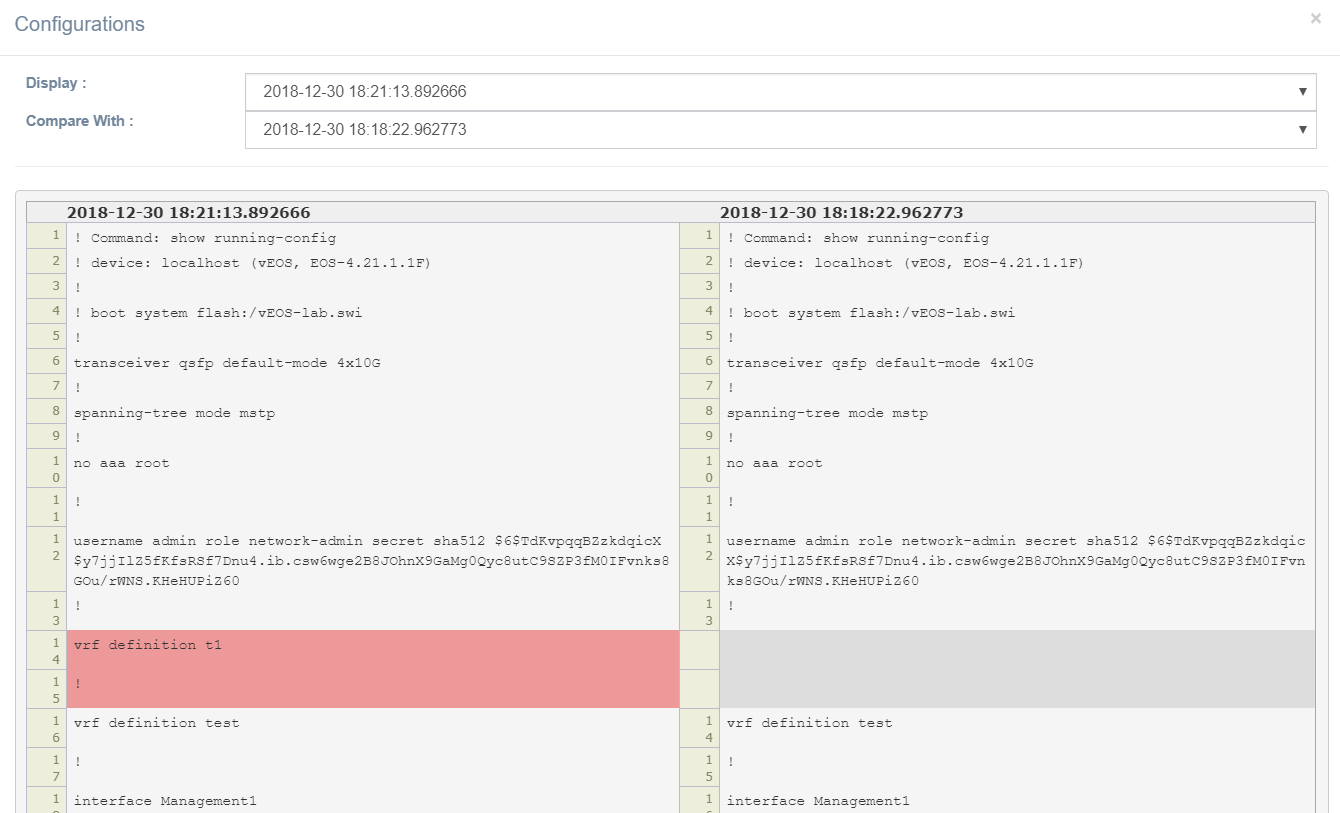 Configurations
×
Display :
2018-12-30 18:21:13.892666
Compare With :
2018-12-30 18:18:22.962773
2018-12-30 18:21:13.892666 2018-12-30 18:18:22.962773
1 ! Command: show running-config 1 ! Command: show running-config
2 ! device: localhost (vEOS, EOS-4.21.1.1F) 2 ! device: localhost (vEOS, EOS-4.21.1.1F)
3 ! 3 !
4 ! boot system flash:/vEOS-lab.swi 4 ! boot system flash:/vEOS-lab.swi
5 ! 5 !
6 transceiver qsfp default-mode 4x10G 6 transceiver qsfp default-mode 4x10G
7 ! 7 !
8 spanning-tree mode mstp 8 spanning-tree mode mstp
9 ! 9 !
10 no aaa root 10 no aaa root
11 ! 11 !
12 username admin role network-admin secret sha512 $6$TdKvpqqBZzkdqicX 12 username admin role network-admin secret sha512 $6$TdKvpqqBZzkdqic
$y7jjIlZ5fKfsRSf7Dnu4.ib.csw6wge2B8JOhnX9GaMg0Qyc8utC9SZP3fM0IFvnks8 X$y7jjIlZ5fKfsRSf7Dnu4.ib.csw6wge2B8JOhnX9GaMg0Qyc8utC9SZP3fM0IFvn
GOu/rWNS.KHeHUPiZ60 ks8GOu/rWNS.KHeHUPiZ60
13 ! 13 !
14 vrf definition t1
15 !
16 vrf definition test 14 vrf definition test
17 ! 15 !
1 interface Management1 1 interface Management1